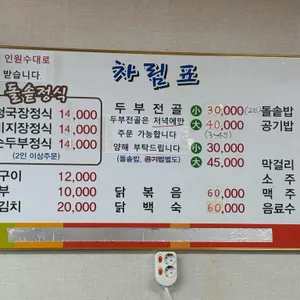 인원수대로
받습니다.
차림표
돌솥정식
청국장정식 14,000
비지장정식 14,000
순두부정식 14,000
(2인 이상주문)
두부전골 小 30,000
두부전골은 저녁에만 大 40,000
주문 가능합니다
양해 부탁드립니다 小 30,000
(돌솥밥, 공기밥별도) 大 45,000
구이 12,000
부 10,000
김치 20,000
닭볶음 60,000
닭백숙 60,000
돌솥밥
공기밥
막걸리
소주
맥주
음료수